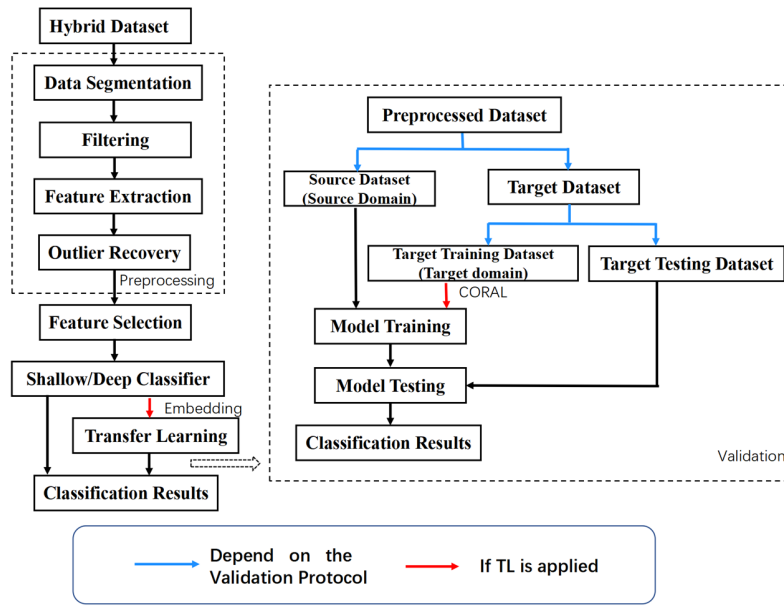 Hybrid Dataset
Data Segmentation
Filtering
Feature Extraction
Outlier Recovery
Preprocessing
Feature Selection
Shallow/Deep Classifier
Embedding
Transfer Learning
Classification Results
Preprocessed Dataset
Source Dataset
(Source Domain)
Target Dataset
Target Training Dataset
(Target domain)
Target Testing Dataset
CORAL
Model Training
Model Testing
Classification Results
Validation
Depend on the
Validation Protocol
If TL is applied